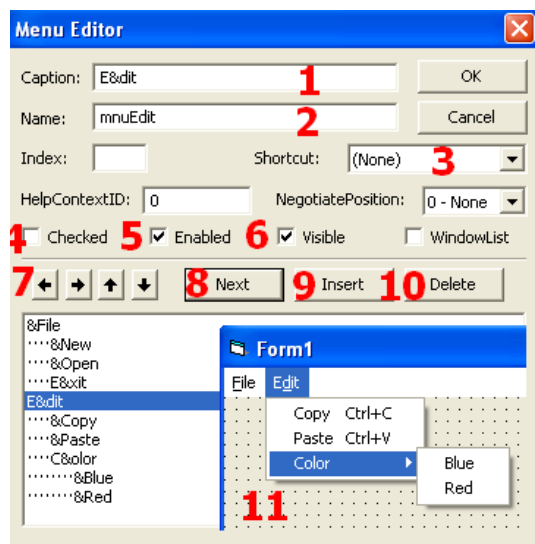 Menu Editor
Caption: E&dit 1 OK
Name: mnuEdit 2 Cancel
Index: Shortcut: (None) 3
HelpContextID: 0 NegotiatePosition: 0 - None
4 Checked 5 Enabled 6 Visible WindowList
7 8 Next 9 Insert 10 Delete
&File
····&New
····&Open
····E&xit
E&dit
····&Copy
····&Paste
····C&olor
········&Blue
········&Red
Form1
File Edit
Copy Ctrl+C
Paste Ctrl+V
Color Blue
Red
11